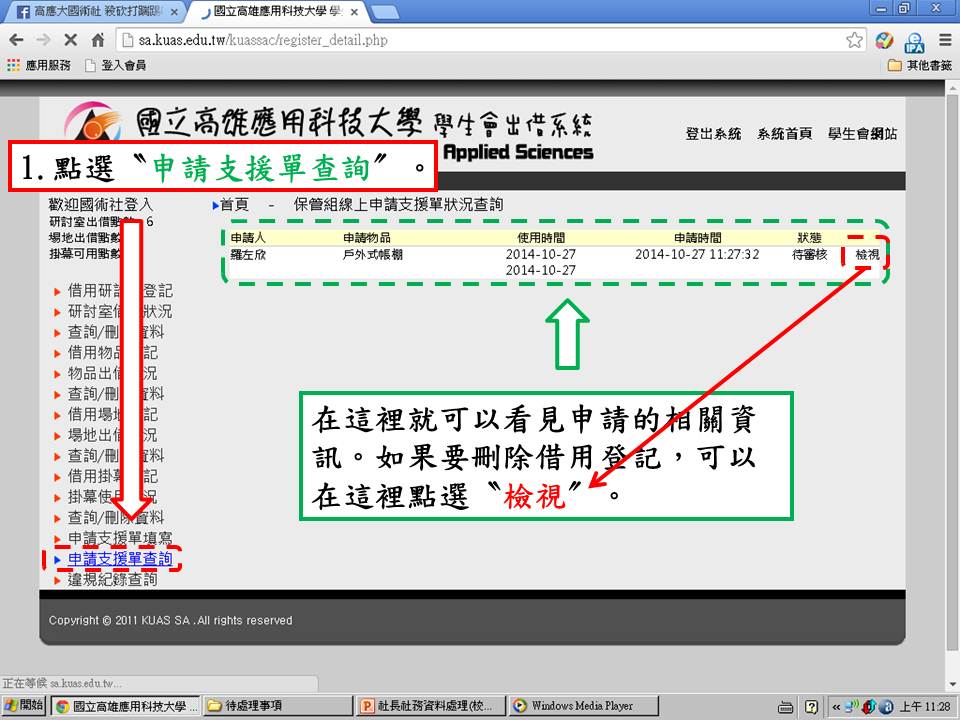 高應大國術社 殺砍打踹踢
國立高雄應用科技大學 學
sa.kuas.edu.tw/kuassac/register_detail.php
應用服務 登入會員 其他書籤
國立高雄應用科技大學 學生會出借系統
Applied Sciences
登出系統 系統首頁 學生會網站
1.點選〝申請支援單查詢〞。
歡迎國術社登入
研討室出借點數 6
場地出借點數
掛幕可用點數
首頁 - 保管組線上申請支援單狀況查詢
申請人 申請物品 使用時間 申請時間 狀態
羅左欣 戶外式帳棚 2014-10-27 2014-10-27 11:27:32 待審核 檢視
2014-10-27
借用研討 登記
研討室借 狀況
查詢/刪 資料
借用物品 記
物品出借 況
查詢/刪 資料
借用場地 記
場地出借 況
查詢/刪 資料
借用掛幕 記
掛幕使用 況
查詢/刪除資料
申請支援單填寫
申請支援單查詢
違規紀錄查詢
在這裡就可以看見申請的相關資
訊。如果要刪除借用登記，可以
在這裡點選〝檢視〞。
Copyright © 2011 KUAS SA .All rights reserved
正在等候 sa.kuas.edu.tw...
開始 國立高雄應用科技大學 ... 待處理事項 社長社務資料處理(校... Windows Media Player 上午 11:28